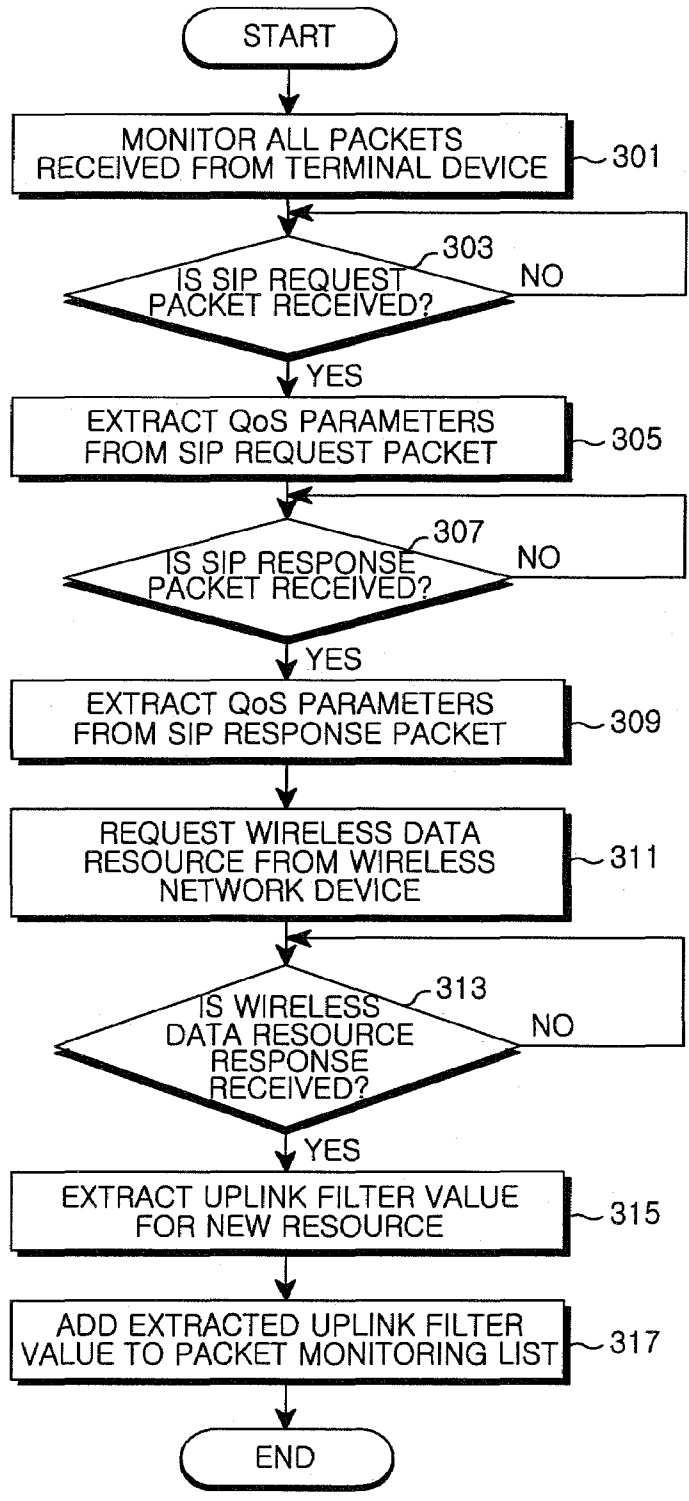 START
MONITOR ALL PACKETS
RECEIVED FROM TERMINAL DEVICE
301
303
IS SIP REQUEST
PACKET RECEIVED?
NO
YES
EXTRACT QoS PARAMETERS
FROM SIP REQUEST PACKET
305
307
IS SIP RESPONSE
PACKET RECEIVED?
NO
YES
EXTRACT QoS PARAMETERS
FROM SIP RESPONSE PACKET
309
REQUEST WIRELESS DATA
RESOURCE FROM WIRELESS
NETWORK DEVICE
311
313
IS WIRELESS
DATA RESOURCE
RESPONSE
RECEIVED?
NO
YES
EXTRACT UPLINK FILTER VALUE
FOR NEW RESOURCE
315
ADD EXTRACTED UPLINK FILTER
VALUE TO PACKET MONITORING LIST
317
END